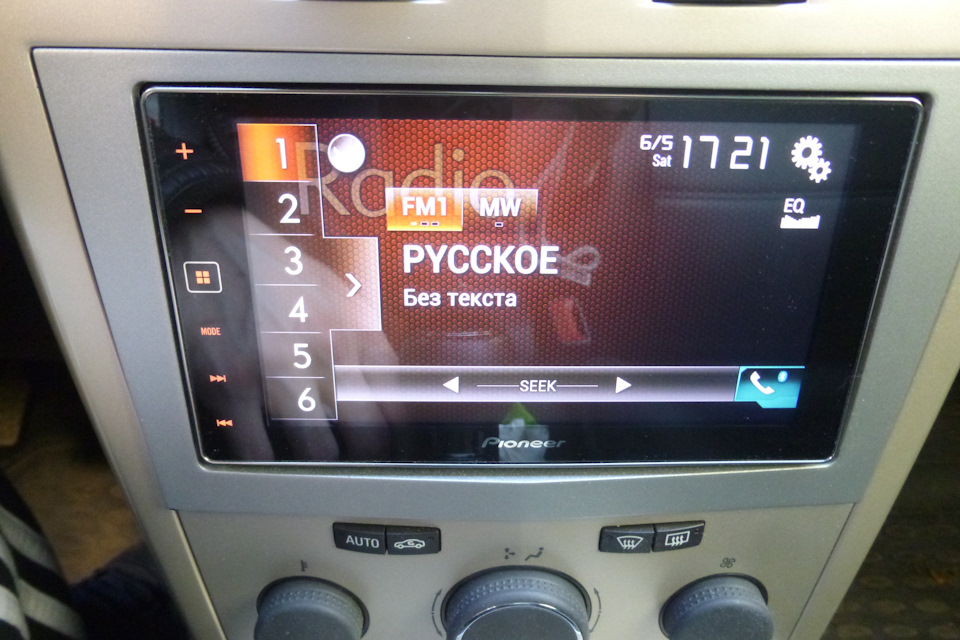 6/5
Sat
17 21
Radio
1
2
3
4
5
6
FM1
MW
EQ
РУССКОЕ
Без текста
MODE
SEEK
Pioneer
AUTO